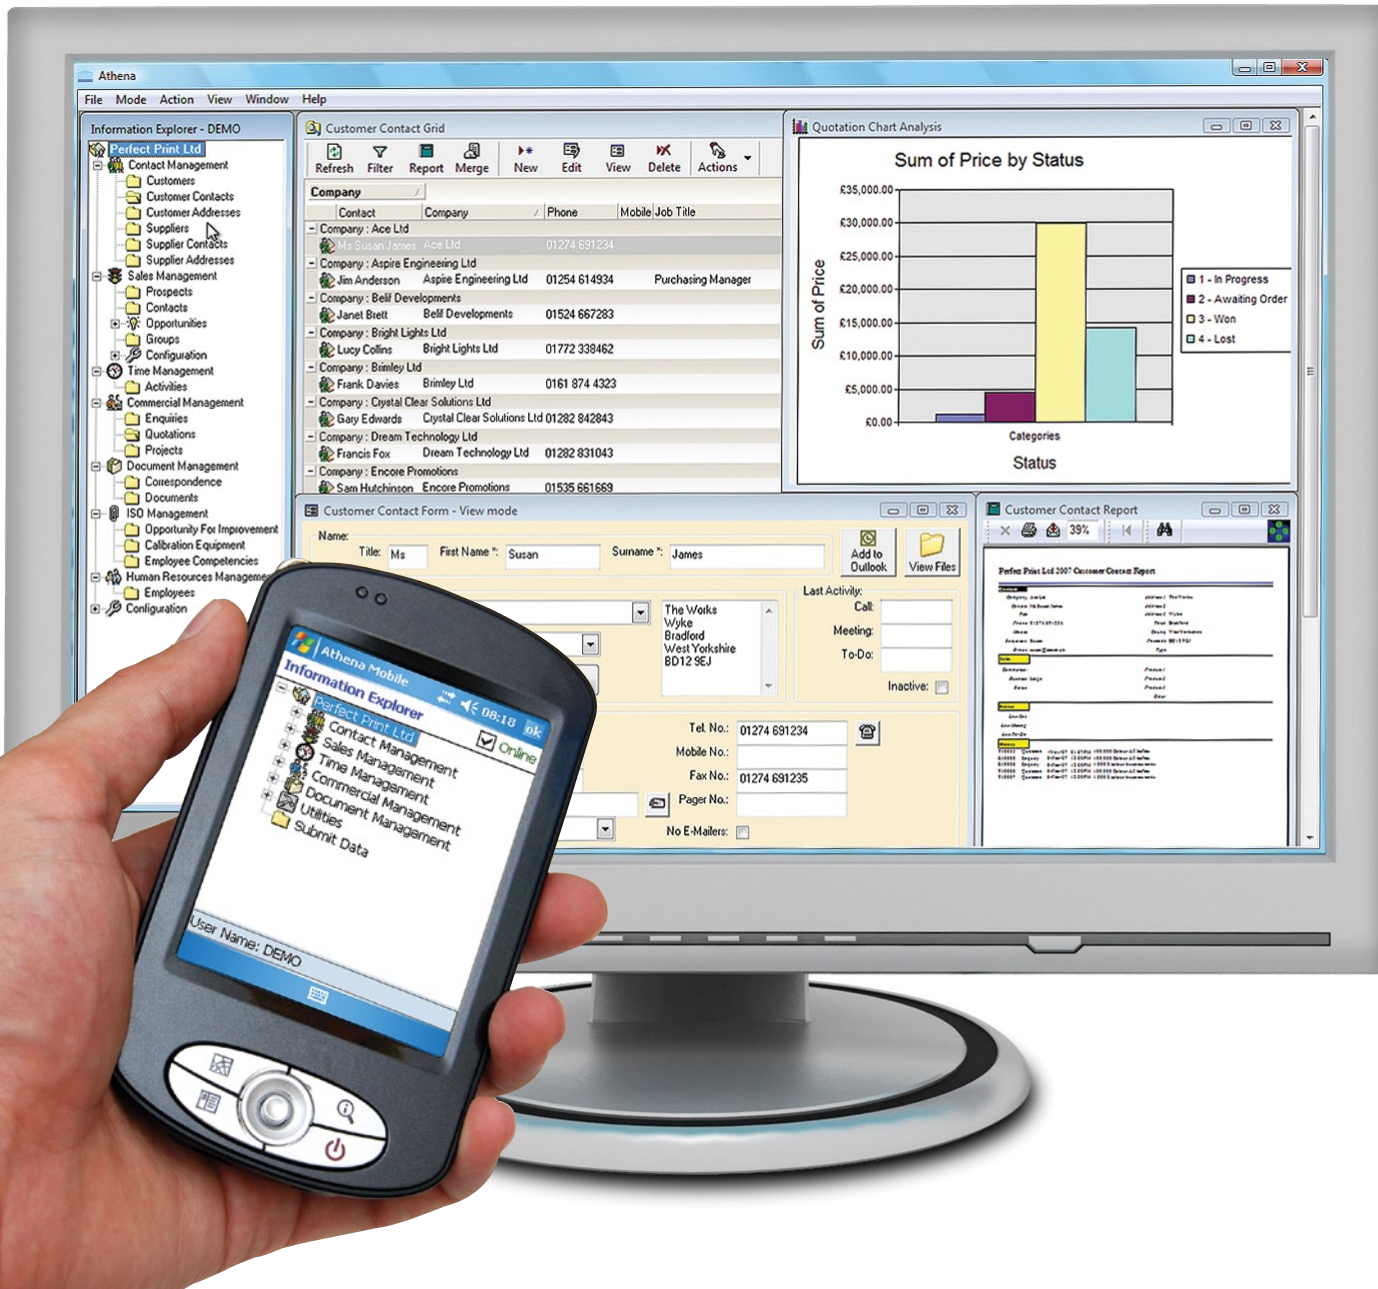 Athena
File Mode Action View Window Help
Information Explorer - DEMO
Perfect Print Ltd
Contact Management
Customers
Customer Contacts
Customer Addresses
Suppliers
Supplier Contacts
Supplier Addresses
Sales Management
Prospects
Contacts
Opportunities
Groups
Configuration
Time Management
Activities
Commercial Management
Enquiries
Quotations
Projects
Document Management
Correspondence
Documents
ISO Management
Opportunity For Improvement
Calibration Equipment
Employee Competencies
Human Resources Manageme
Employees
Configuration
Customer Contact Grid
Refresh Filter Report Merge New Edit View Delete Actions
Company
Contact Company Phone Mobile Job Title
Company : Ace Ltd
Ms Susan James Ace Ltd 01274 691234
Company : Aspire Engineering Ltd
Jim Anderson Aspire Engineering Ltd 01254 614934 Purchasing Manager
Company : Belif Developments
Janet Brett Belif Developments 01524 667283
Company : Bright Lights Ltd
Lucy Collins Bright Lights Ltd 01772 338462
Company : Brimley Ltd
Frank Davies Brimley Ltd 0161 874 4323
Company : Crystal Clear Solutions Ltd
Gary Edwards Crystal Clear Solutions Ltd 01282 842843
Company : Dream Technology Ltd
Francis Fox Dream Technology Ltd 01282 831043
Company : Encore Promotions
Sam Hutchinson Encore Promotions 01535 661669
Quotation Chart Analysis
Sum of Price by Status
Sum of Price
£35,000.00
£30,000.00
£25,000.00
£20,000.00
£15,000.00
£10,000.00
£5,000.00
£0.00
Categories
Status
1 - In Progress
2 - Awaiting Order
3 - Won
4 - Lost
Customer Contact Form - View mode
Name:
Title: Ms First Name *: Susan Surname *: James
Add to Outlook
View Files
The Works
Wyke
Bradford
West Yorkshire
BD12 9EJ
Last Activity:
Call:
Meeting:
To-Do:
Inactive:
Tel. No.: 01274 691234
Mobile No.:
Fax No.: 01274 691235
Pager No.:
No E-Mailers:
Customer Contact Report
39%
Perfect Print Ltd 2007 Customer Contact Report
Athena Mobile 08:18 ok
Information Explorer Online
Perfect Print Ltd
Contact Management
Sales Management
Time Management
Commercial Management
Document Management
Utilities
Submit Data
User Name: DEMO